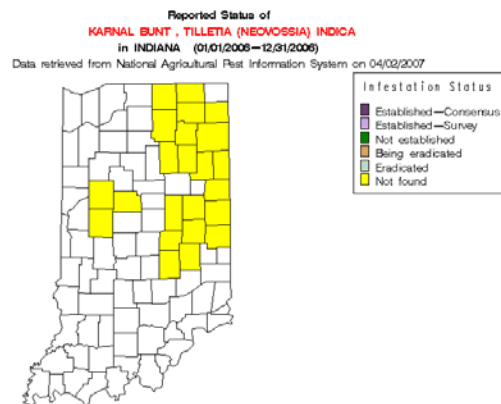 Reported Status of
KARNAL BUNT , TILLETIA (NEOVOSSIA) INDICA
in INDIANA (01/01/2006-12/31/2006)
Data retrieved from National Agricultural Pest Information System on 04/02/2007
Infestation Status
Established-Consensus
Established-Survey
Not established
Being eradicated
Eradicated
Not found